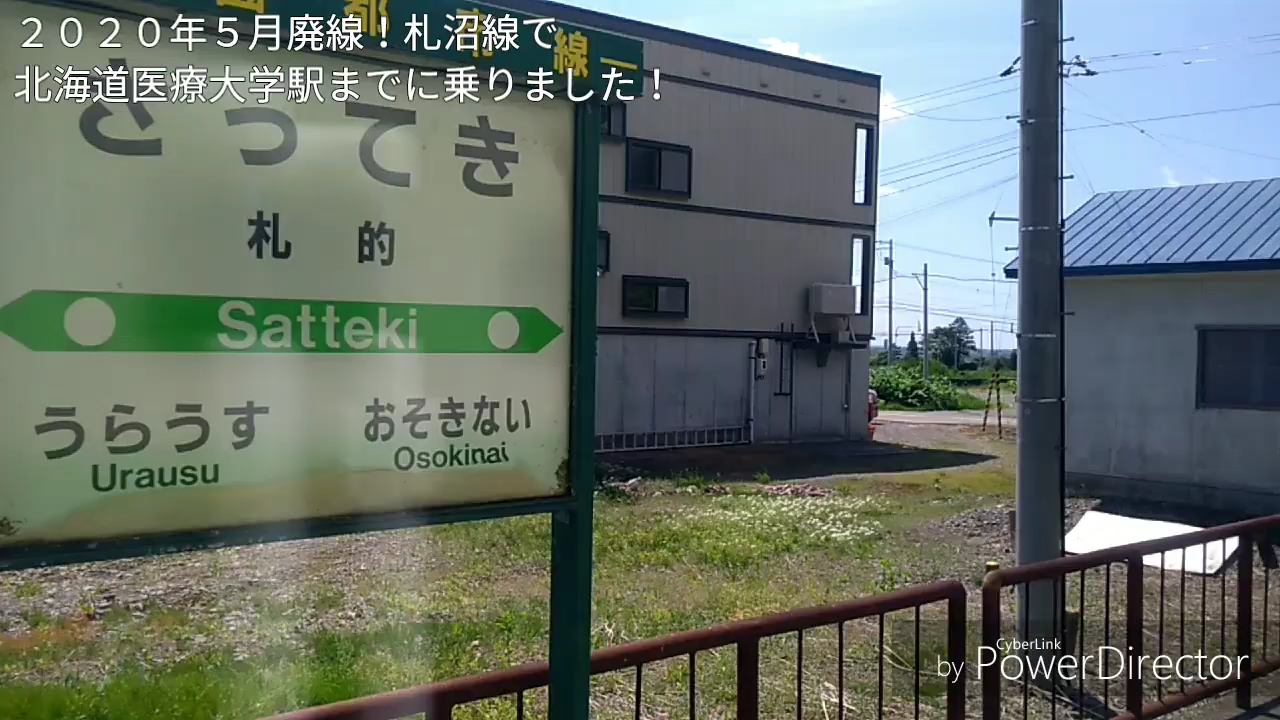 ２０２０年５月廃線！札沼線で
北海道医療大学駅までに乗りました！
さってき
札的
Satteki
うらうす
Urausu
おそきない
Osokinai
線
by CyberLink PowerDirector